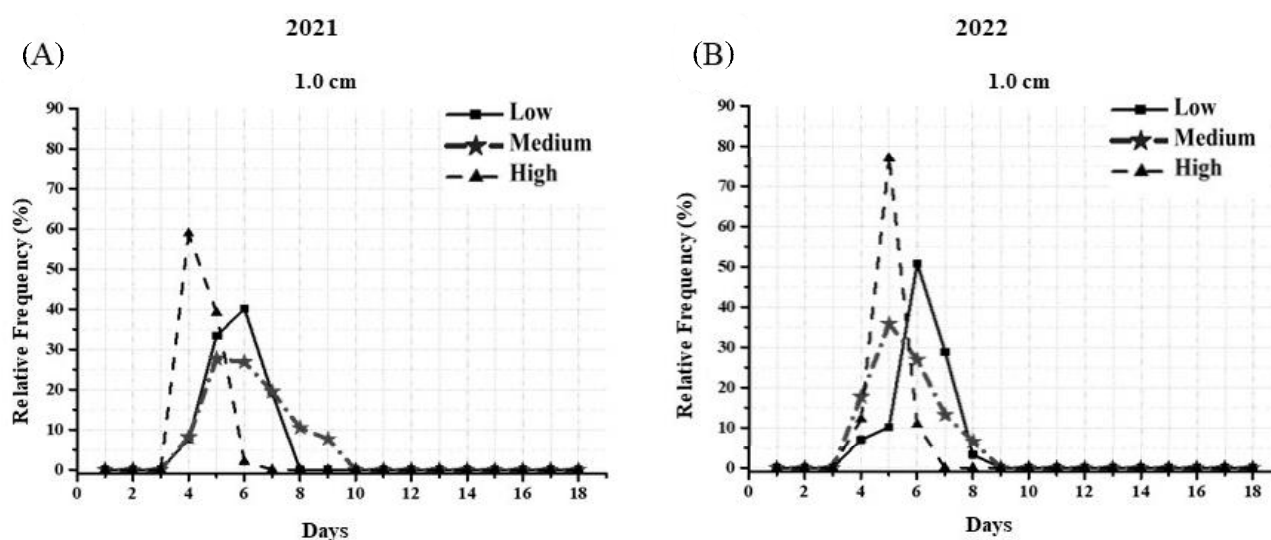 2021
(A)
1.0 cm
Low
Medium
High
Relative Frequency (%)
90
80
70
60
50
40
30
20
10
0
0 2 4 6 8 10 12 14 16 18
Days
2022
(B)
1.0 cm
Low
Medium
High
Relative Frequency (%)
90
80
70
60
50
40
30
20
10
0
0 2 4 6 8 10 12 14 16 18
Days